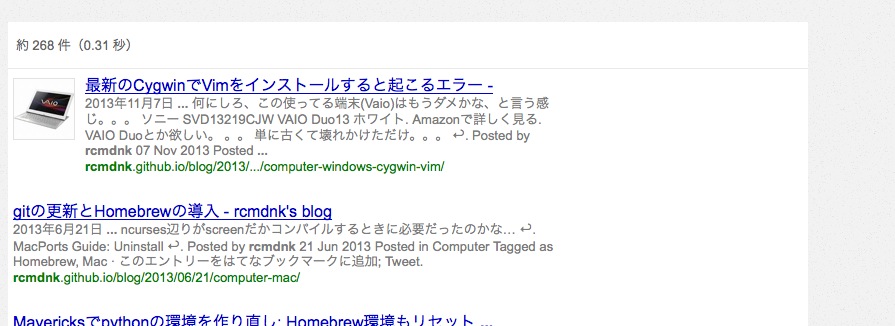 約 268 件（0.31 秒）
最新のCygwinでVimをインストールすると起こるエラー -
2013年11月7日 ... 何にしろ、この使ってる端末(Vaio)はもうダメかな、と言う感
じ。。。 ソニー SVD13219CJW VAIO Duo13 ホワイト. Amazonで詳しく見る.
VAIO Duoとか欲しい。 。 。 単に古くて壊れかけただけ。。。 ↩. Posted by
rcmdnk 07 Nov 2013 Posted ...
rcmdnk.github.io/blog/2013/.../computer-windows-cygwin-vim/
gitの更新とHomebrewの導入 - rcmdnk's blog
2013年6月21日 ... ncurses辺りがscreenだかコンパイルするときに必要だったのかな... ↩.
MacPorts Guide: Uninstall ↩. Posted by rcmdnk 21 Jun 2013 Posted in Computer Tagged as
Homebrew, Mac · このエントリーをはてなブックマークに追加; Tweet.
rcmdnk.github.io/blog/2013/06/21/computer-mac/
Mavericksでpythonの環境を作り直し: Homebrew環境もリセット ...